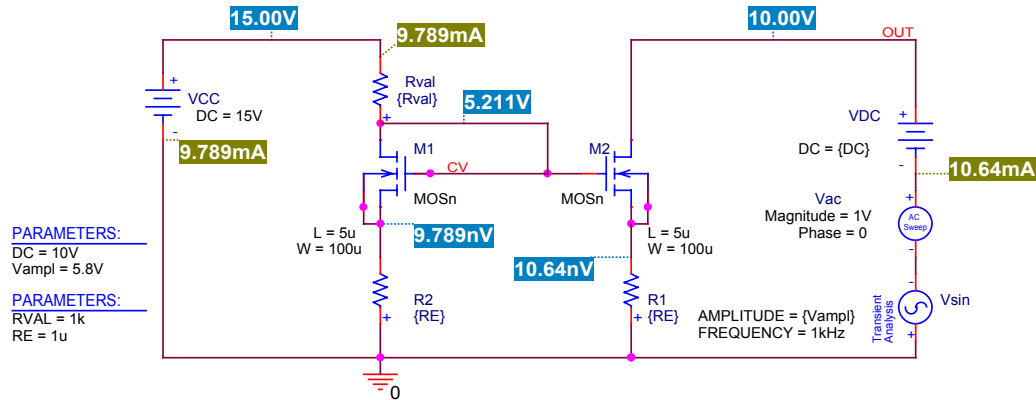 15.00V
10.00V
OUT
9.789mA
Rval
{Rval}
+
VCC
DC = 15V
-
+
5.211V
+
VDC
DC = {DC}
-
+
9.789mA
M1
CV
M2
MOSn
MOSn
10.64mA
Vac
Magnitude = 1V
Phase = 0
+
AC
Sweep
-
L = 5u
W = 100u
9.789nV
L = 5u
W = 100u
10.64nV
PARAMETERS:
DC = 10V
Vampl = 5.8V
PARAMETERS:
RVAL = 1k
RE = 1u
R2
{RE}
+
R1
{RE}
+
AMPLITUDE = {Vampl}
FREQUENCY = 1kHz
Transient
Analysis
-
Vsin
+
0